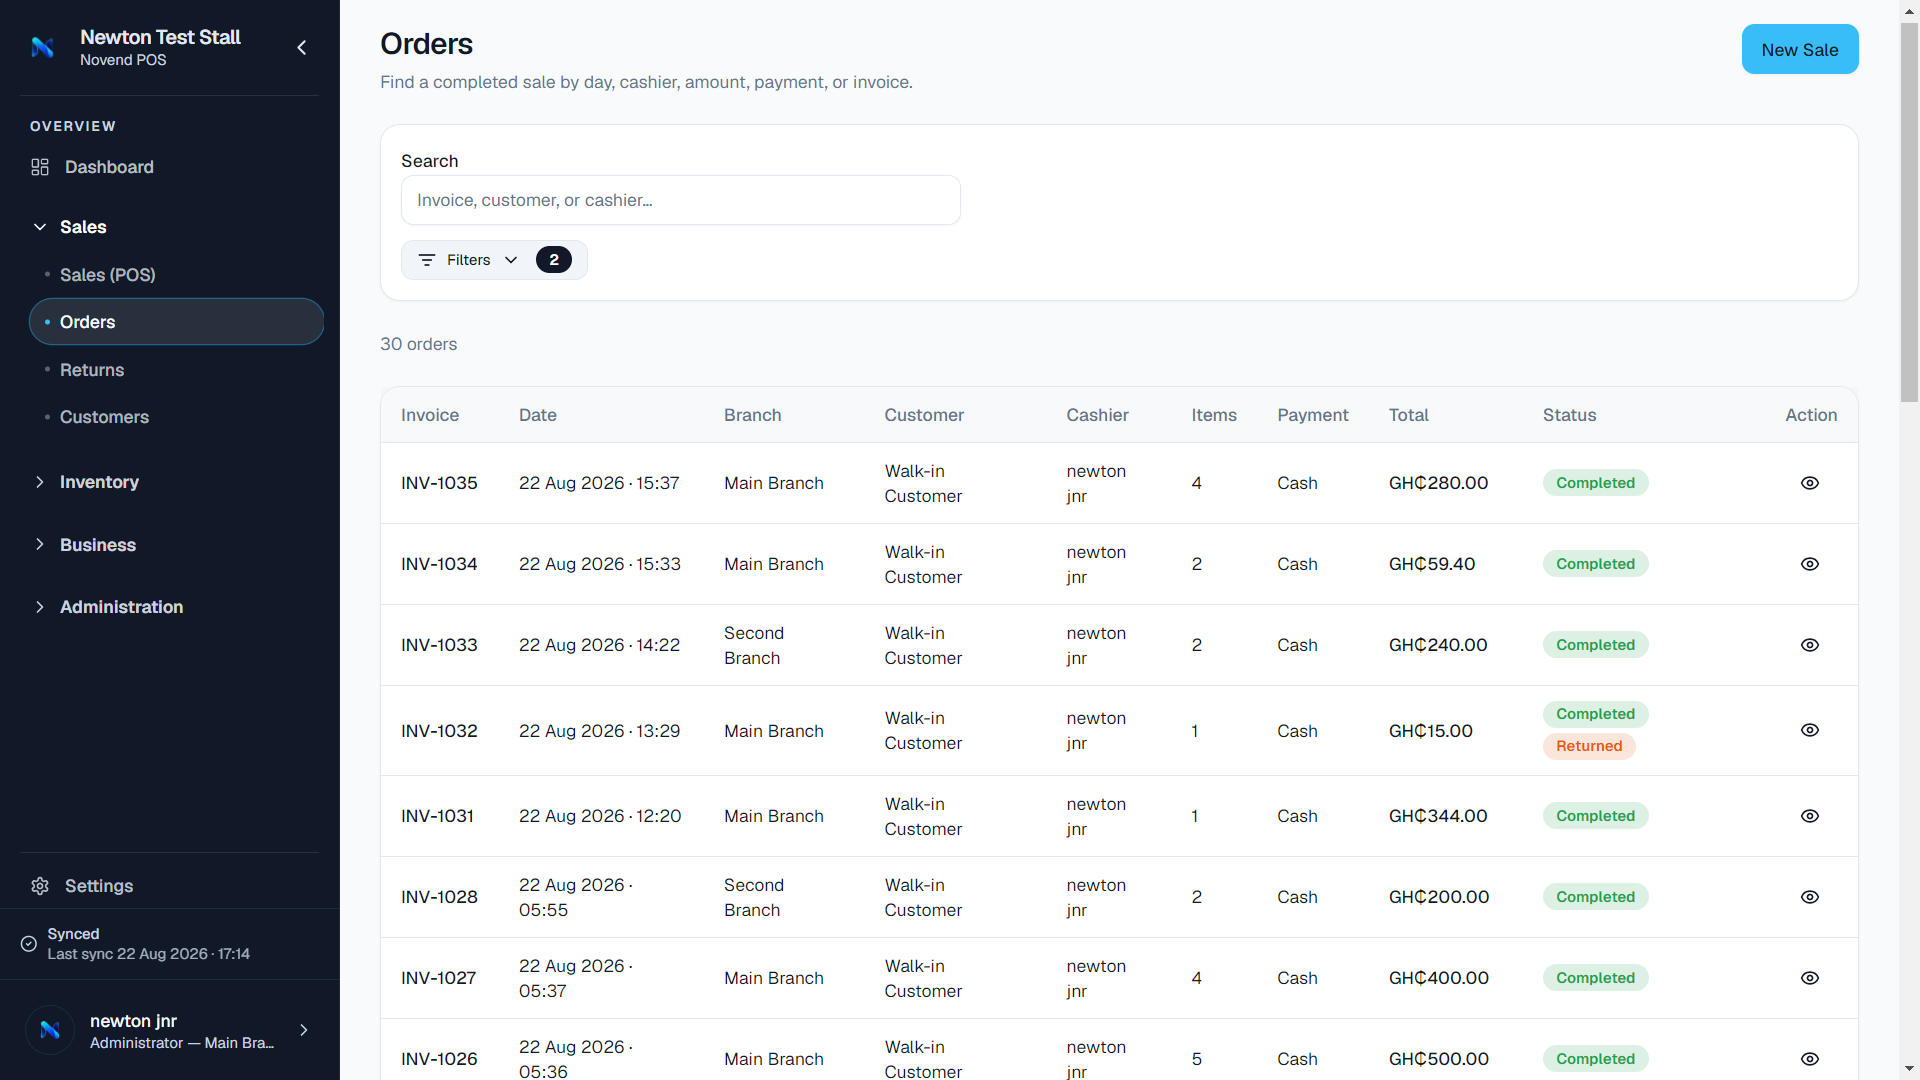 Newton Test Stall
Novend POS
OVERVIEW
Dashboard
Sales
Sales (POS)
Orders
Returns
Customers
Inventory
Business
Administration
Settings
Synced
Last sync 22 Aug 2026 · 17:14
newton jnr
Administrator — Main Bra...
Orders
Find a completed sale by day, cashier, amount, payment, or invoice.
New Sale
Search
Invoice, customer, or cashier...
Filters 2
30 orders
Invoice Date Branch Customer Cashier Items Payment Total Status Action
INV-1035 22 Aug 2026 · 15:37 Main Branch Walk-in Customer newton jnr 4 Cash GH₵280.00 Completed
INV-1034 22 Aug 2026 · 15:33 Main Branch Walk-in Customer newton jnr 2 Cash GH₵59.40 Completed
INV-1033 22 Aug 2026 · 14:22 Second Branch Walk-in Customer newton jnr 2 Cash GH₵240.00 Completed
INV-1032 22 Aug 2026 · 13:29 Main Branch Walk-in Customer newton jnr 1 Cash GH₵15.00 Completed Returned
INV-1031 22 Aug 2026 · 12:20 Main Branch Walk-in Customer newton jnr 1 Cash GH₵344.00 Completed
INV-1028 22 Aug 2026 · 05:55 Second Branch Walk-in Customer newton jnr 2 Cash GH₵200.00 Completed
INV-1027 22 Aug 2026 · 05:37 Main Branch Walk-in Customer newton jnr 4 Cash GH₵400.00 Completed
INV-1026 22 Aug 2026 · 05:36 Main Branch Walk-in Customer newton jnr 5 Cash GH₵500.00 Completed